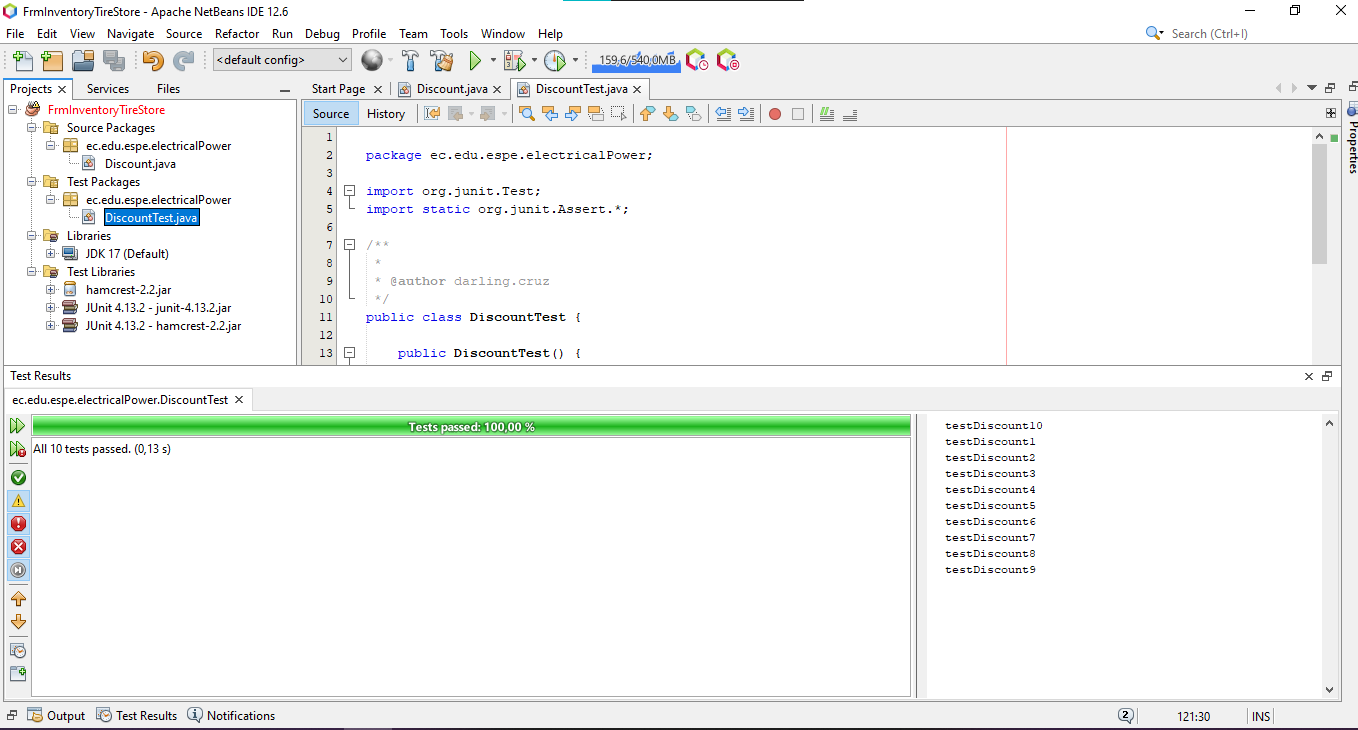 FrmInventoryTireStore - Apache NetBeans IDE 12.6
File Edit View Navigate Source Refactor Run Debug Profile Team Tools Window Help
Search (Ctrl+I)
<default config>
159,6/540,0MB
Projects Services Files
Start Page Discount.java DiscountTest.java
Source History
FrmInventoryTireStore
Source Packages
ec.edu.espe.electricalPower
Discount.java
Test Packages
ec.edu.espe.electricalPower
DiscountTest.java
Libraries
JDK 17 (Default)
Test Libraries
hamcrest-2.2.jar
JUnit 4.13.2 - junit-4.13.2.jar
JUnit 4.13.2 - hamcrest-2.2.jar
1
2 package ec.edu.espe.electricalPower;
3
4 import org.junit.Test;
5 import static org.junit.Assert.*;
6
7 /**
8 *
9 * @author darling.cruz
10 */
11 public class DiscountTest {
12
13 public DiscountTest() {
Properties
Test Results
ec.edu.espe.electricalPower.DiscountTest
Tests passed: 100,00 %
All 10 tests passed. (0,13 s)
testDiscount10
testDiscount1
testDiscount2
testDiscount3
testDiscount4
testDiscount5
testDiscount6
testDiscount7
testDiscount8
testDiscount9
Output Test Results Notifications
2 121:30 INS